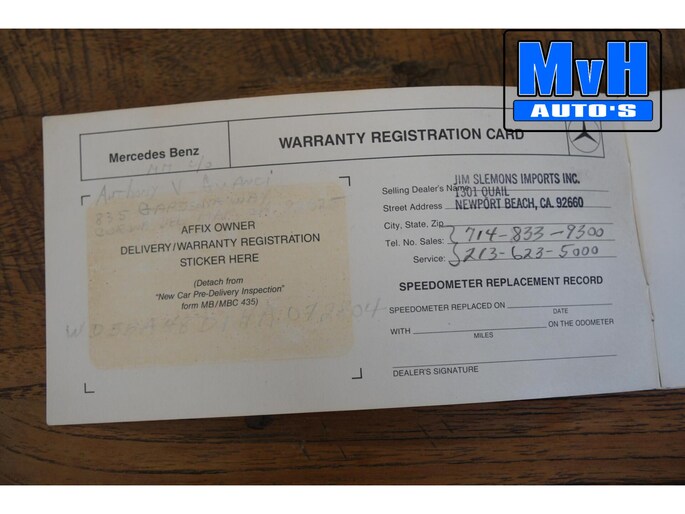 MvH
AUTO'S
Mercedes Benz
WARRANTY REGISTRATION CARD
835
AFFIX OWNER
DELIVERY/WARRANTY REGISTRATION
STICKER HERE
(Detach from
"New Car Pre-Delivery Inspection"
form MB/MBC 435)
Selling Dealer's Name JIM SLEMONS IMPORTS INC.
Street Address 1301 QUAIL
NEWPORT BEACH, CA. 92660
City, State, Zip
Tel. No. Sales: 714-833-9300
Service: 213-623-5000
SPEEDOMETER REPLACEMENT RECORD
SPEEDOMETER REPLACED ON
DATE
WITH ON THE ODOMETER
MILES
DEALER'S SIGNATURE